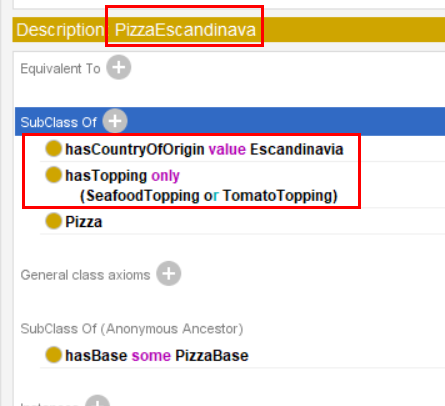 Description: PizzaEscandinava
Equivalent To
SubClass Of
hasCountryOfOrigin value Escandinavia
hasTopping only
(SeafoodTopping or TomatoTopping)
Pizza
General class axioms
SubClass Of (Anonymous Ancestor)
hasBase some PizzaBase